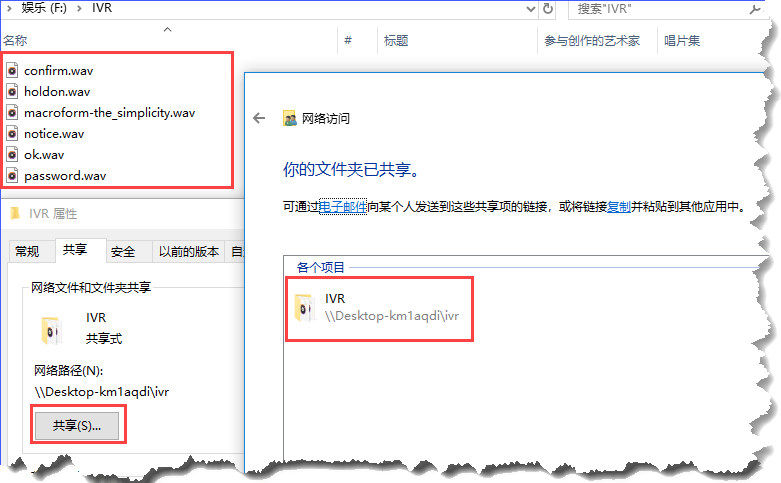 娱乐 (F:) › IVR
搜索"IVR"
名称
#
标题
参与创作的艺术家
唱片集
confirm.wav
holdon.wav
macroform-the_simplicity.wav
notice.wav
ok.wav
password.wav
IVR 属性
常规
共享
安全
以前的版本
网络文件和文件夹共享
IVR
共享式
网络路径(N):
\\Desktop-km1aqdi\ivr
共享(S)...
网络访问
你的文件夹已共享。
可通过电子邮件向某个人发送到这些共享项的链接，或将链接复制并粘贴到其他应用中。
各个项目
IVR
\\Desktop-km1aqdi\ivr